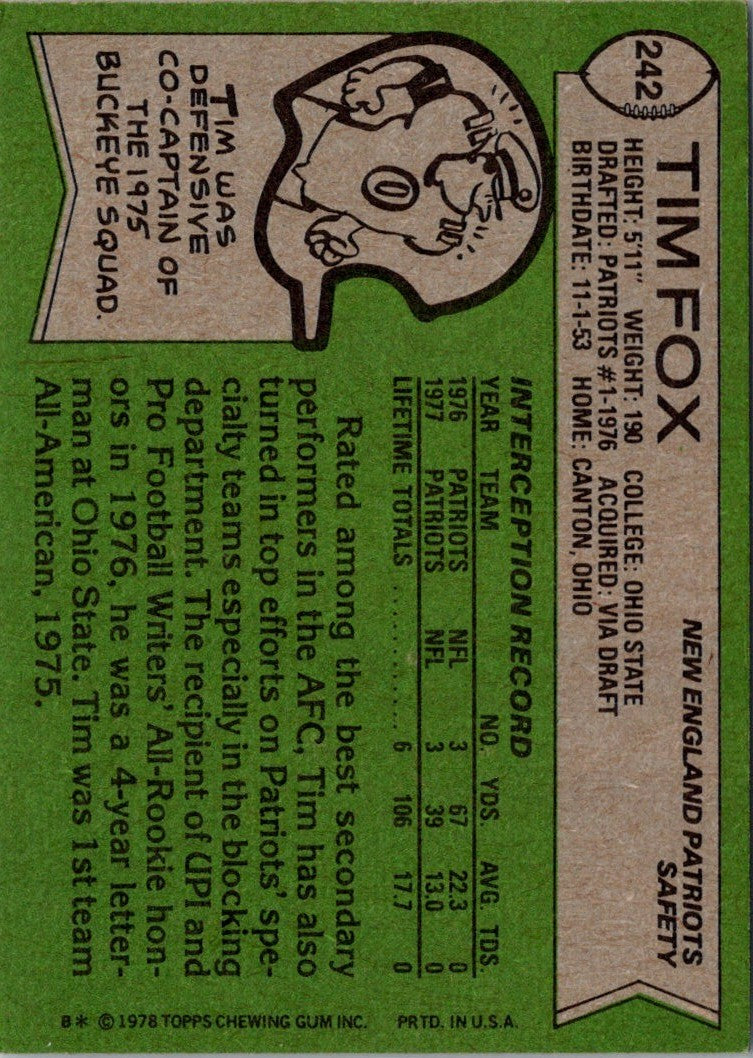 242
TIM FOX
NEW ENGLAND PATRIOTS
SAFETY
HEIGHT: 5'11" WEIGHT: 190 COLLEGE: OHIO STATE
DRAFTED: PATRIOTS #1-1976 ACQUIRED: VIA DRAFT
BIRTHDATE: 11-1-53 HOME: CANTON, OHIO
0
TIM WAS
DEFENSIVE
CO-CAPTAIN OF
THE 1975
BUCKEYE SQUAD.
INTERCEPTION RECORD
YEAR TEAM NO. YDS. AVG. TDS.
1976 PATRIOTS NFL 3 67 22.3 0
1977 PATRIOTS NFL 3 39 13.0 0
LIFETIME TOTALS .................. 6 106 17.7 0
Rated among the best secondary
performers in the AFC, Tim has also
turned in top efforts on Patriots' spe-
cialty teams especially in the blocking
department. The recipient of UPI and
Pro Football Writers' All-Rookie hon-
ors in 1976, he was a 4-year letter-
man at Ohio State. Tim was 1st team
All-American, 1975.
B* © 1978 TOPPS CHEWING GUM INC. PRTD. IN U.S.A.